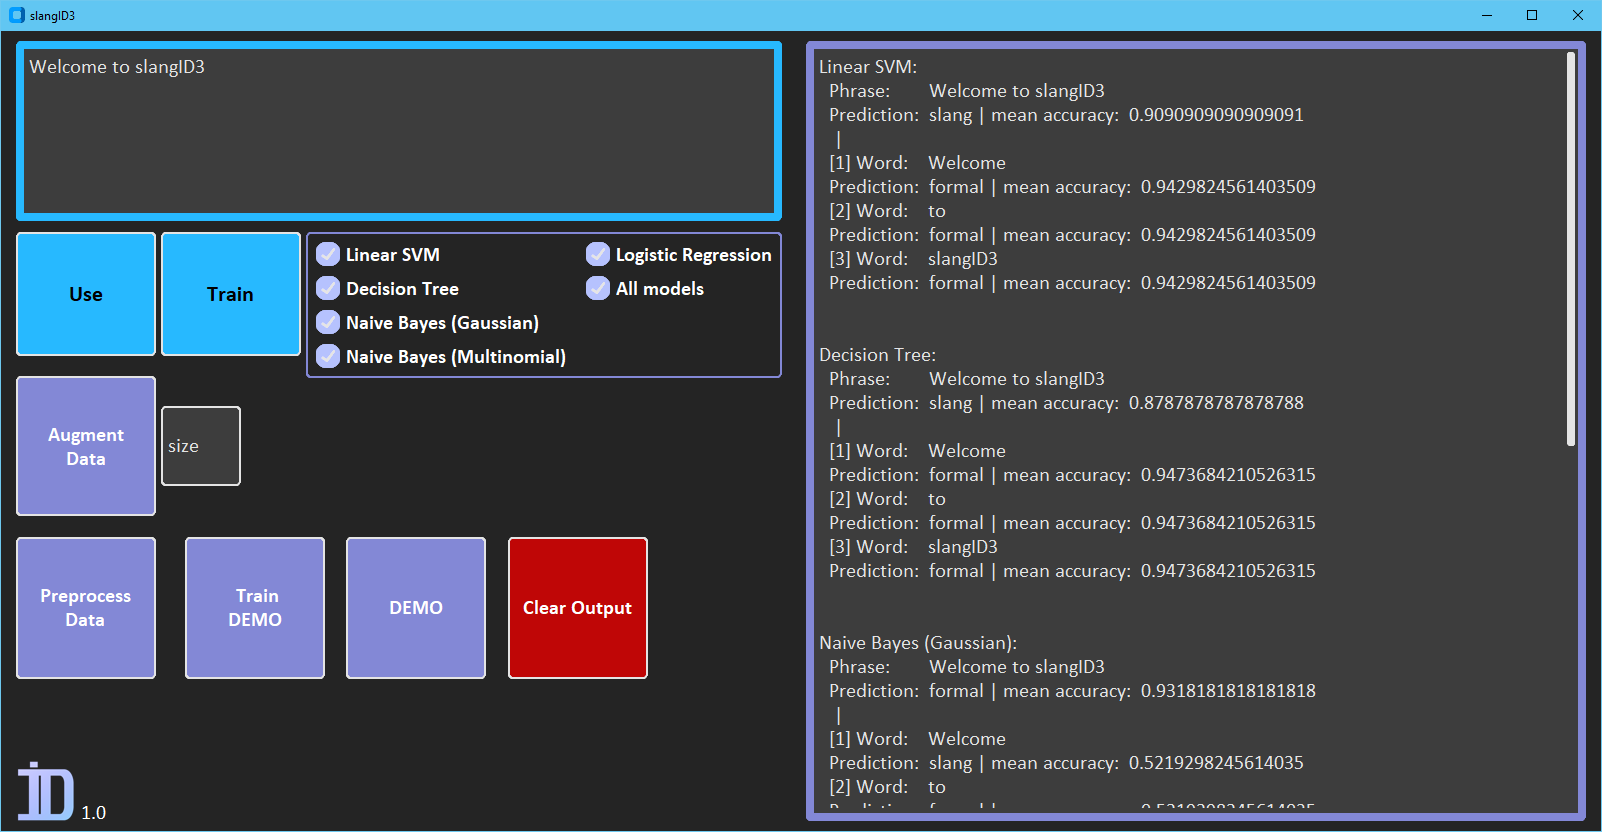 slangID3
Welcome to slangID3
Use
Train
Linear SVM
Decision Tree
Naive Bayes (Gaussian)
Naive Bayes (Multinomial)
Logistic Regression
All models
Augment
Data
size
Preprocess
Data
Train
DEMO
DEMO
Clear Output
ID 1.0
Linear SVM:
Phrase: Welcome to slangID3
Prediction: slang | mean accuracy: 0.9090909090909091
|
[1] Word: Welcome
Prediction: formal | mean accuracy: 0.9429824561403509
[2] Word: to
Prediction: formal | mean accuracy: 0.9429824561403509
[3] Word: slangID3
Prediction: formal | mean accuracy: 0.9429824561403509
Decision Tree:
Phrase: Welcome to slangID3
Prediction: slang | mean accuracy: 0.8787878787878788
|
[1] Word: Welcome
Prediction: formal | mean accuracy: 0.9473684210526315
[2] Word: to
Prediction: formal | mean accuracy: 0.9473684210526315
[3] Word: slangID3
Prediction: formal | mean accuracy: 0.9473684210526315
Naive Bayes (Gaussian):
Phrase: Welcome to slangID3
Prediction: formal | mean accuracy: 0.9318181818181818
|
[1] Word: Welcome
Prediction: slang | mean accuracy: 0.5219298245614035
[2] Word: to